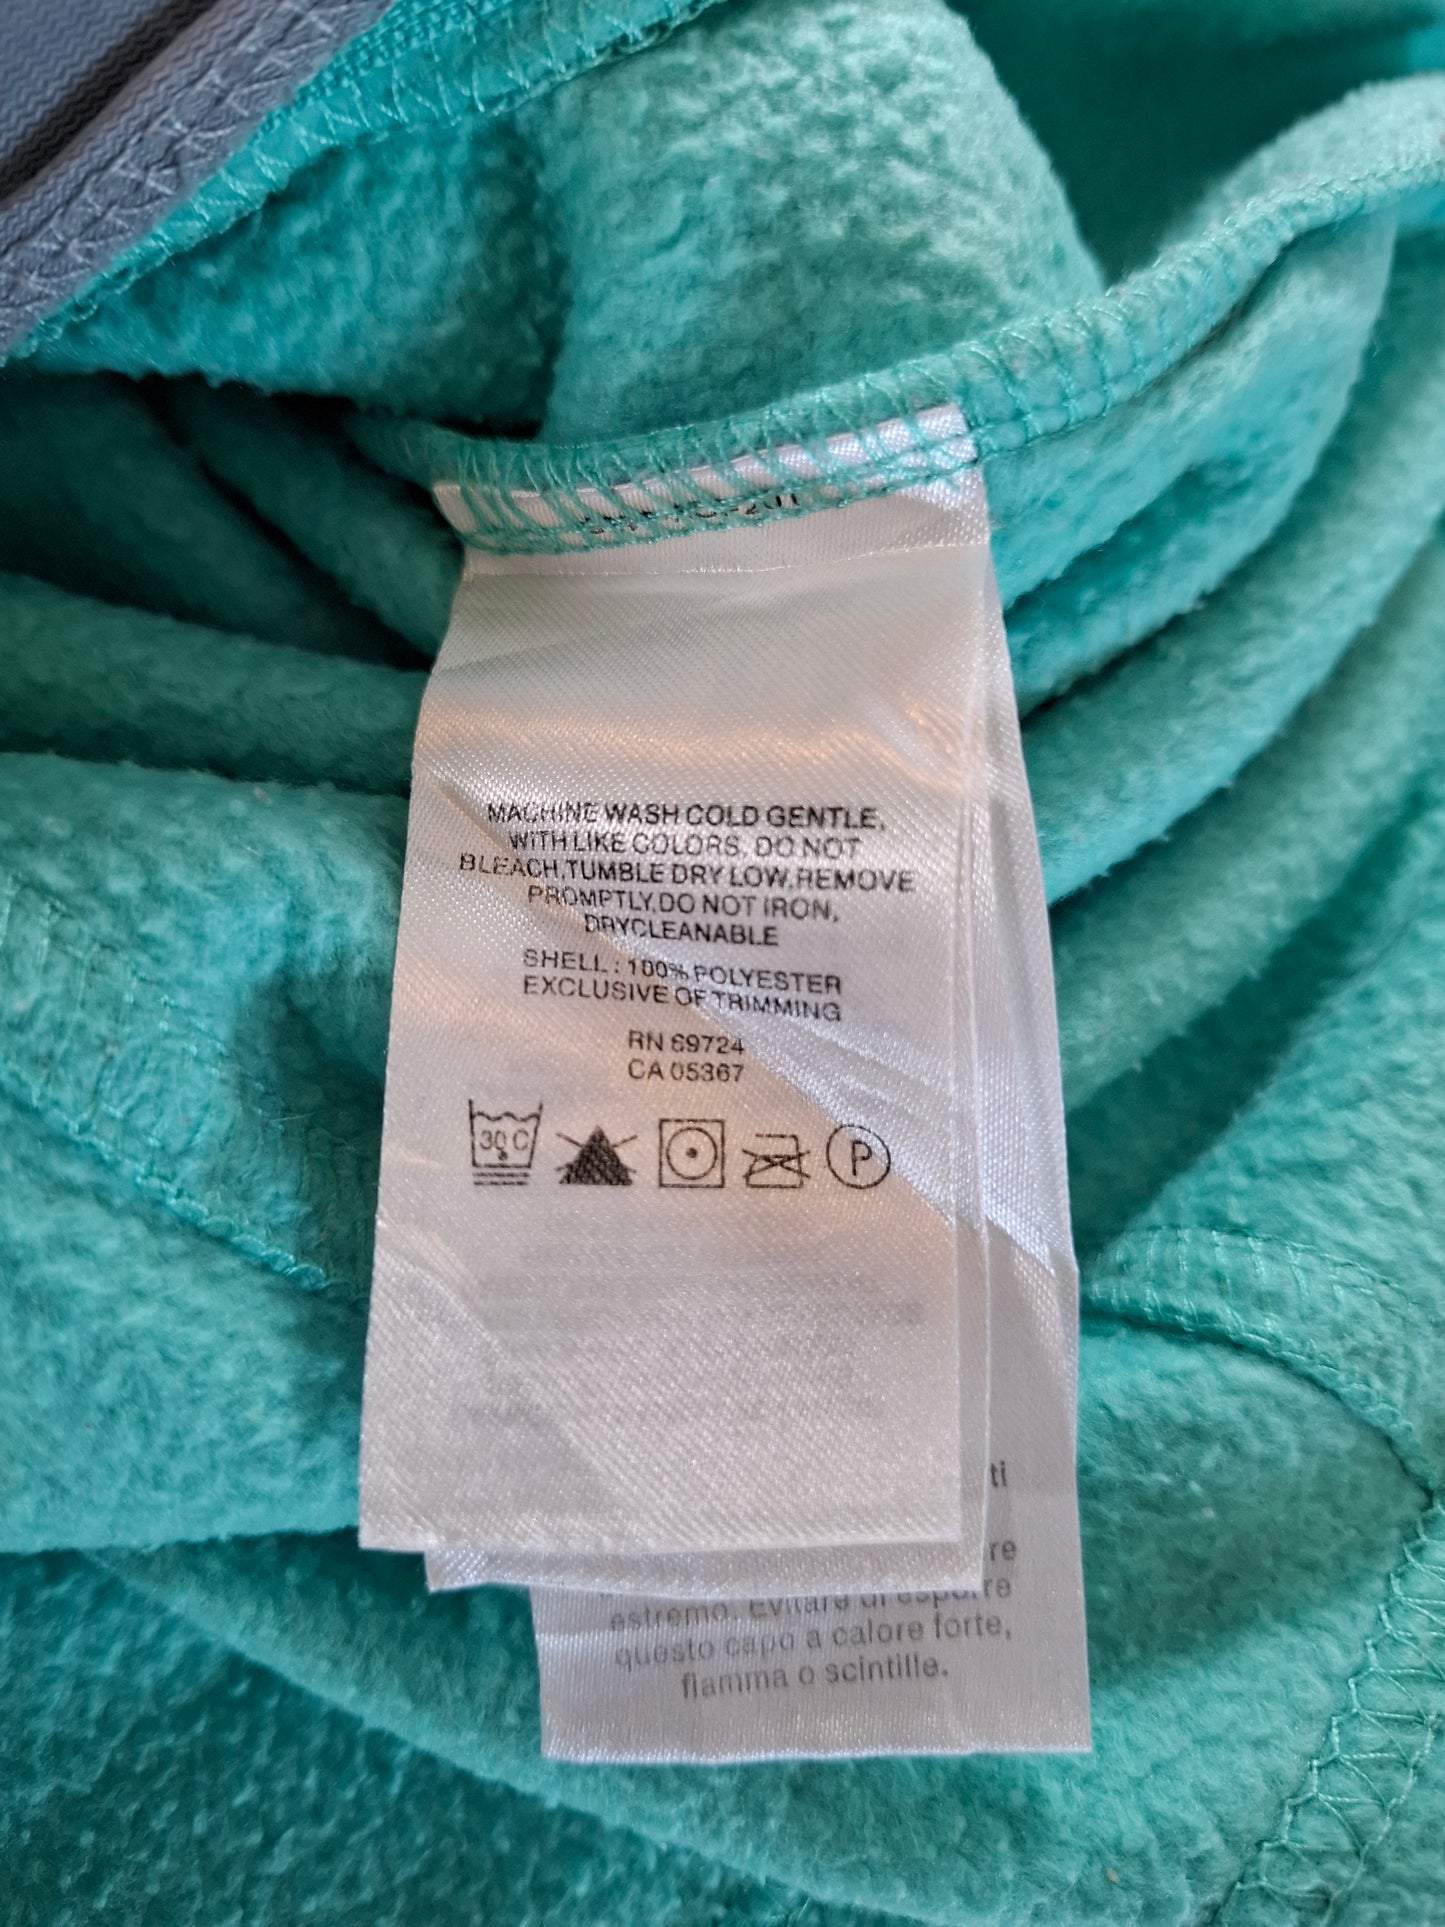 MACHINE WASH COLD GENTLE,
WITH LIKE COLORS, DO NOT
BLEACH,TUMBLE DRY LOW,REMOVE
PROMPTLY,DO NOT IRON,
DRYCLEANABLE
SHELL : 100% POLYESTER
EXCLUSIVE OF TRIMMING
RN 69724
CA 05367
30 C
P
estremo. Evitare di esporre
questo capo a calore forte,
fiamma o scintille.